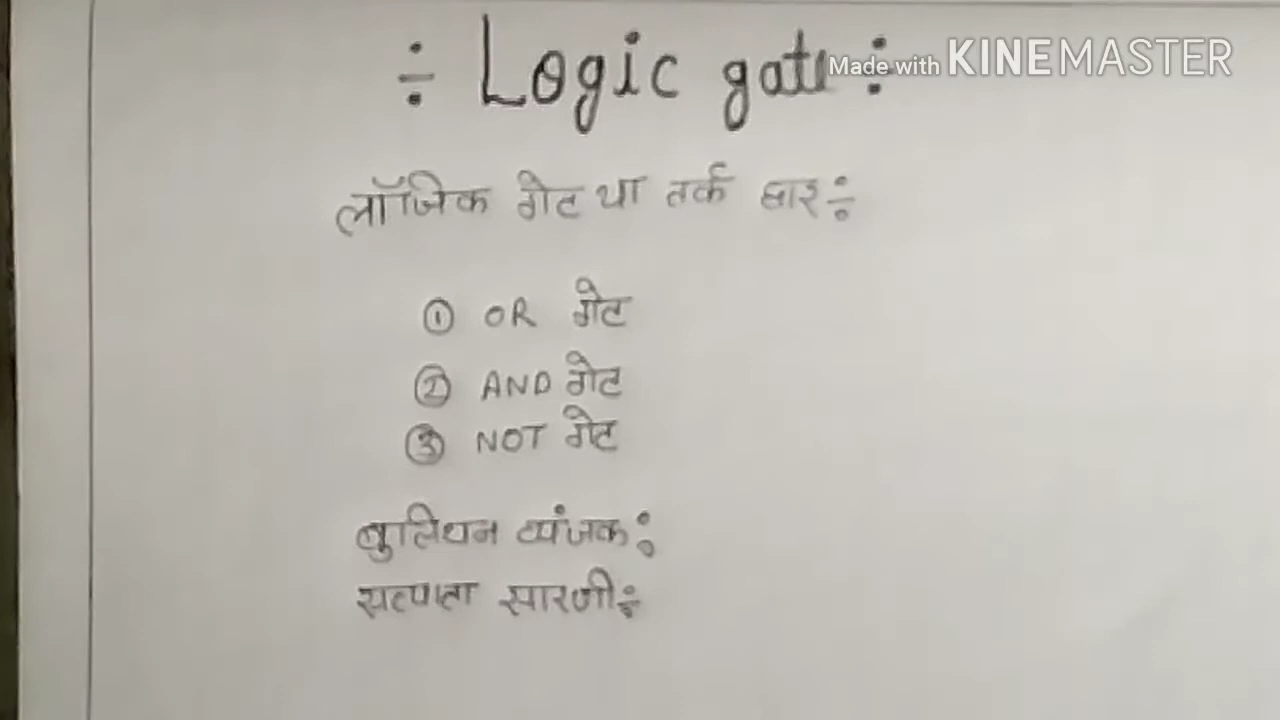 ÷ Logic gate ÷
Made with KINEMASTER
लॉजिक गेट या तर्क द्वार ÷
① OR गेट
② AND गेट
③ NOT गेट
बुलियन व्यंजक :
सत्यता सारणी ÷